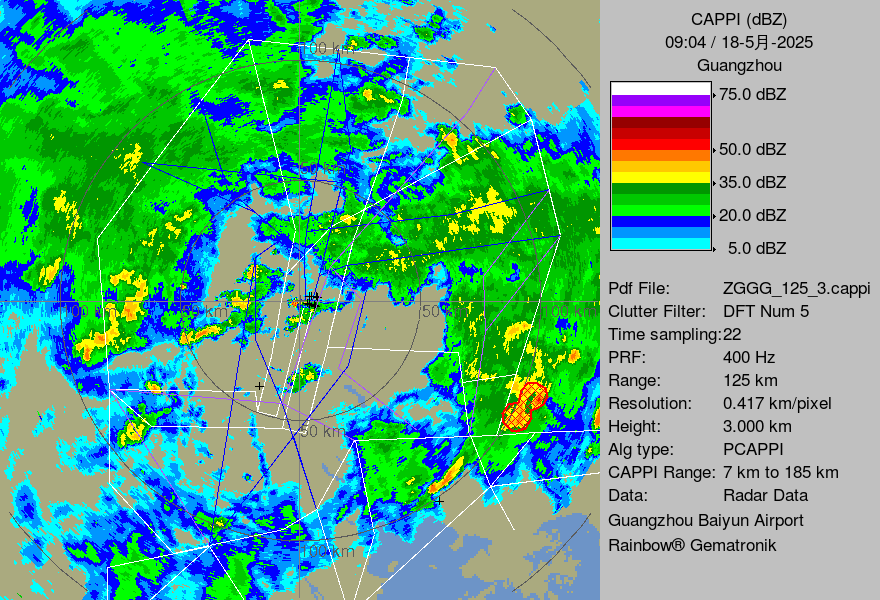 CAPPI (dBZ)
09:04 / 18-5月-2025
Guangzhou
75.0 dBZ
50.0 dBZ
35.0 dBZ
20.0 dBZ
5.0 dBZ
Pdf File: ZGGG_125_3.cappi
Clutter Filter: DFT Num 5
Time sampling:22
PRF: 400 Hz
Range: 125 km
Resolution: 0.417 km/pixel
Height: 3.000 km
Alg type: PCAPPI
CAPPI Range: 7 km to 185 km
Data: Radar Data
Guangzhou Baiyun Airport
Rainbow® Gematronik
100 km
100 km
50 km
100 km
50 km
100 km